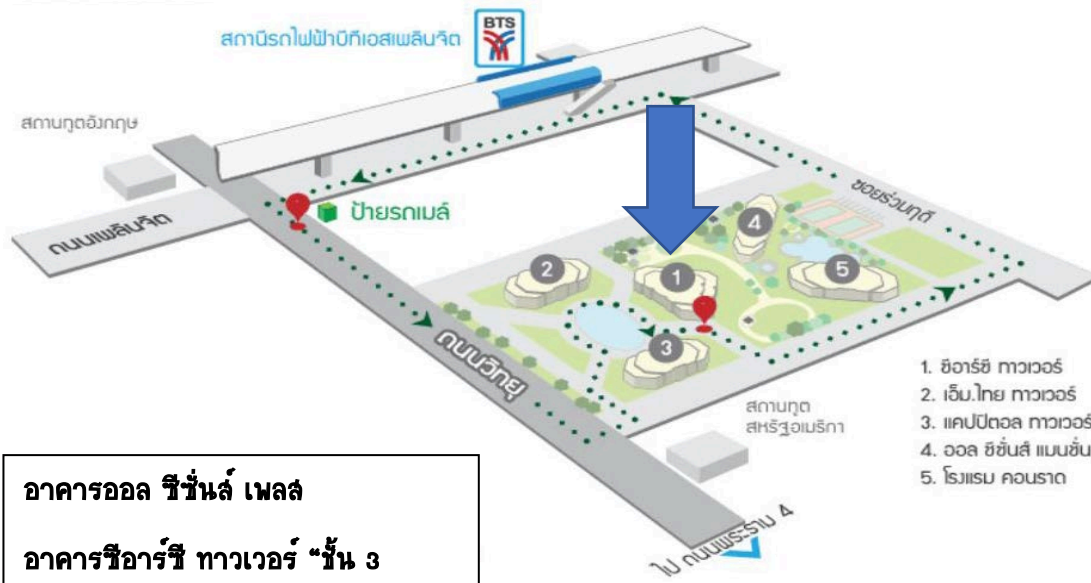 BTS
สถานีรถไฟฟ้าบีทีเอสเพลินจิต
สถานทูตอังกฤษ
ถนนเพลินจิต
ป้ายรถเมล์
ซอยร่วมฤดี
4
2
1
5
3
ถนนวิทยุ
สถานทูต
สหรัฐอเมริกา
1. ซีอาร์ซี ทาวเวอร์
2. เอ็ม.ไทย ทาวเวอร์
3. แคปปิตอล ทาวเวอร์
4. ออล ซีซั่นส์ แมนชั่น
5. โรงแรม คอนราด
ไป ถนนพระราม 4
อาคารออล ซีซั่นส์ เพลส
อาคารซีอาร์ซี ทาวเวอร์ “ชั้น 3